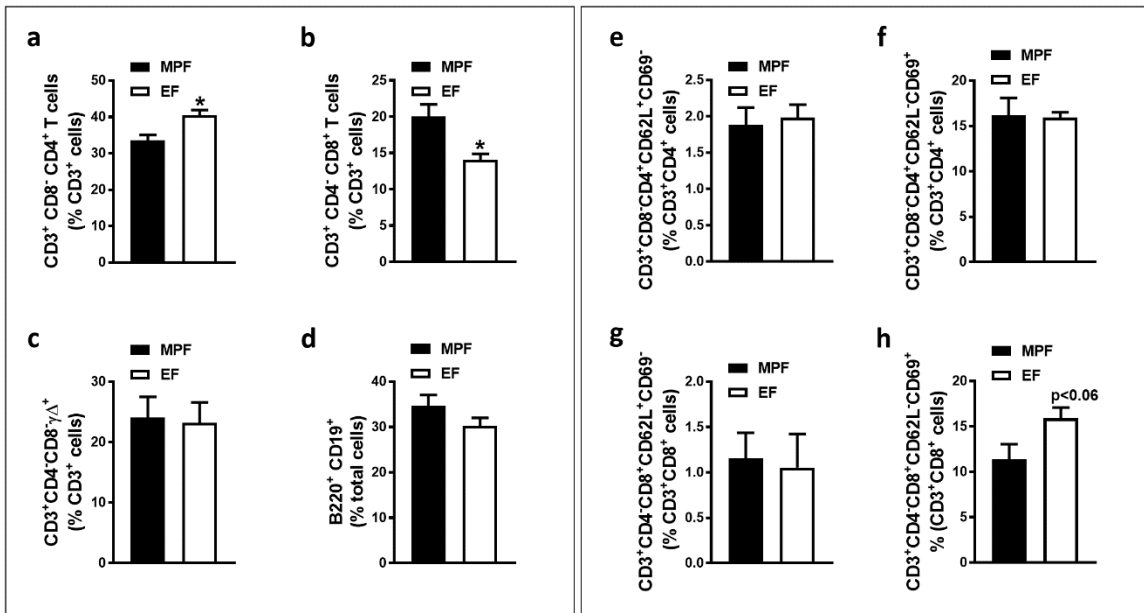 a
CD3⁺ CD8⁻ CD4⁺ T cells
(% CD3⁺ cells)
MPF
EF
50
40
30
20
10
0
*
b
CD3⁺ CD4⁻ CD8⁺ T cells
(% CD3⁺ cells)
MPF
EF
25
20
15
10
5
0
*
c
CD3⁺CD4⁻CD8⁻γΔ⁺
(% CD3⁺ cells)
MPF
EF
30
20
10
0
d
B220⁺ CD19⁺
(% total cells)
MPF
EF
40
30
20
10
0
e
CD3⁺CD8⁻CD4⁺CD62L⁺CD69⁻
(% CD3⁺CD4⁺ cells)
MPF
EF
2.5
2.0
1.5
1.0
0.5
0.0
f
CD3⁺CD8⁻CD4⁺CD62L⁻CD69⁺
(% CD3⁺CD4⁺ cells)
MPF
EF
20
15
10
5
0
g
CD3⁺CD4⁻CD8⁺CD62L⁺CD69⁻
(% CD3⁺CD8⁺ cells)
MPF
EF
2.0
1.5
1.0
0.5
0.0
h
CD3⁺CD4⁻CD8⁺CD62L⁻CD69⁺
% (CD3⁺CD8⁺ cells)
MPF
EF
20
15
10
5
0
p<0.06